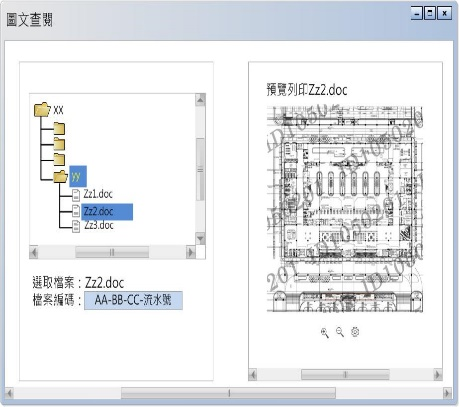 圖文查閱
XX
yy
Zz1.doc
Zz2.doc
Zz3.doc
選取檔案：Zz2.doc
檔案編碼： AA-BB-CC-流水號
預覽列印Zz2.doc